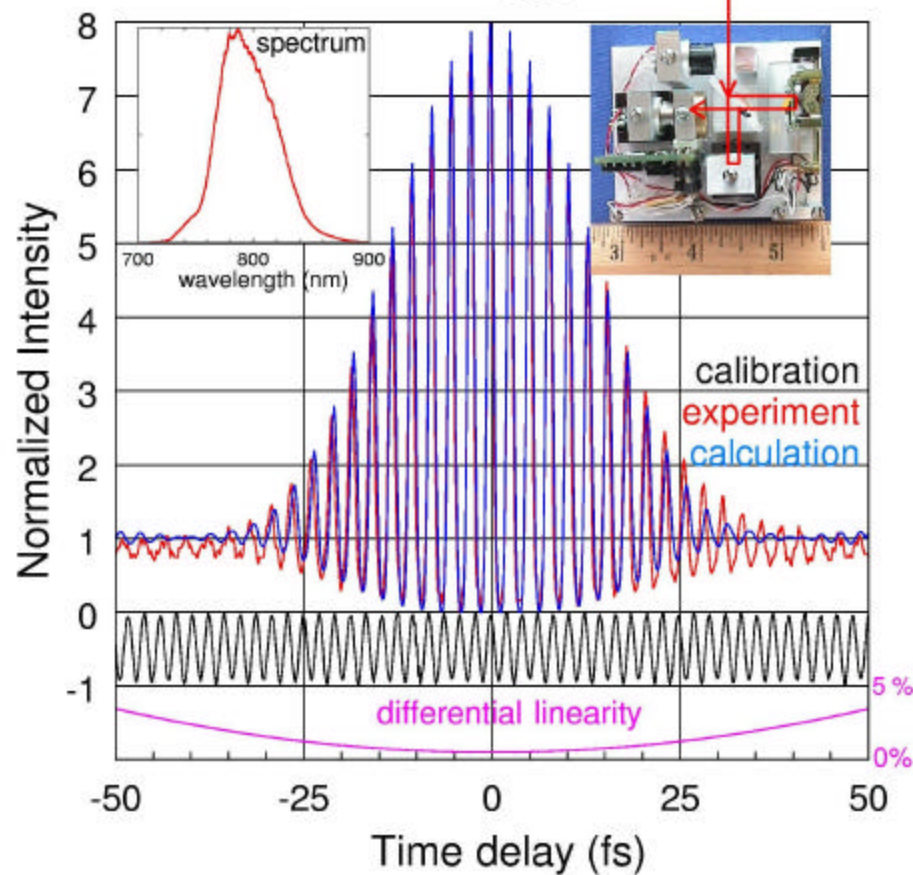 8
7
6
5
4
3
2
1
0
-1
Normalized Intensity
spectrum
700
800
900
wavelength (nm)
3
4
5
calibration
experiment
calculation
differential linearity
5 %
0%
-50
-25
0
25
50
Time delay (fs)